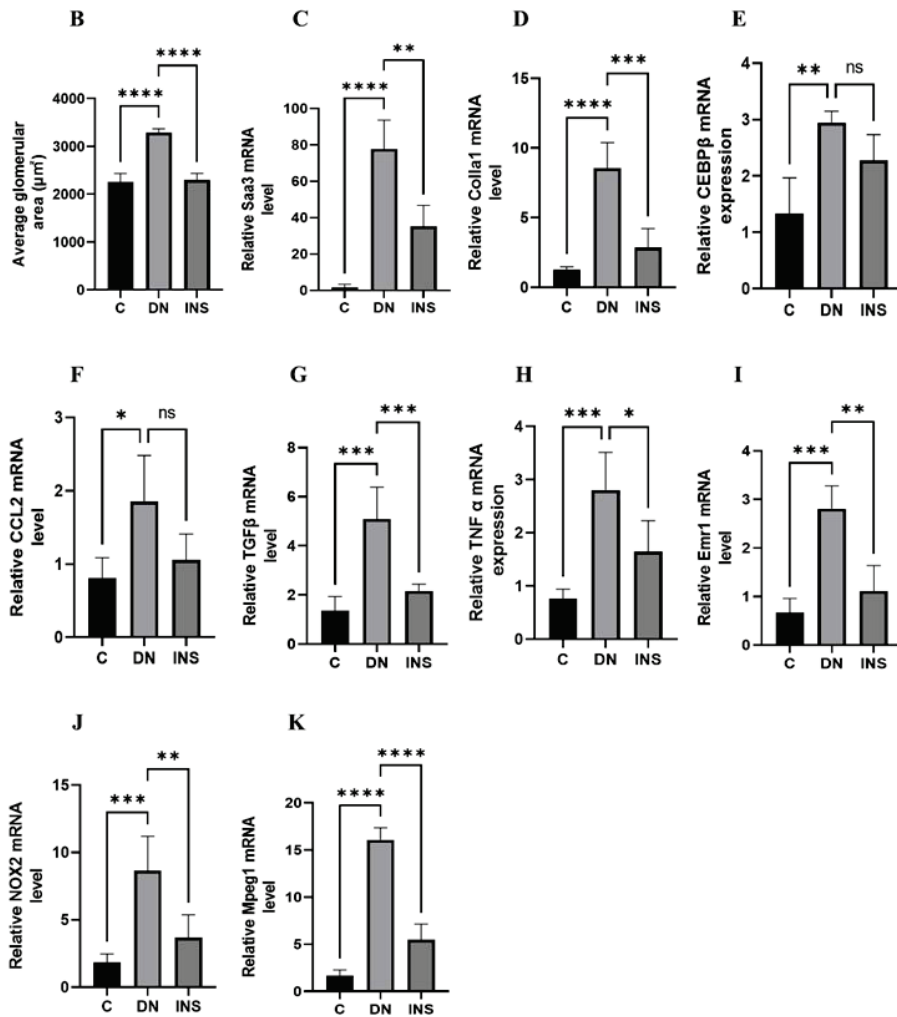 B
****
****
4000
3000
2000
1000
0
Average glomerular
area (μm²)
C DN INS
C
**
****
100
80
60
40
20
0
Relative Saa3 mRNA
level
C DN INS
D
***
****
15
10
5
0
Relative Colla1 mRNA
level
C DN INS
E
** ns
4
3
2
1
0
Relative CEBPβ mRNA
expression
C DN INS
F
* ns
3
2
1
0
Relative CCL2 mRNA
level
C DN INS
G
***
***
8
6
4
2
0
Relative TGFβ mRNA
level
C DN INS
H
*** *
4
3
2
1
0
Relative TNF α mRNA
expression
C DN INS
I
**
***
4
3
2
1
0
Relative Emr1 mRNA
level
C DN INS
J
**
***
15
10
5
0
Relative NOX2 mRNA
level
C DN INS
K
****
****
20
15
10
5
0
Relative Mpeg1 mRNA
level
C DN INS